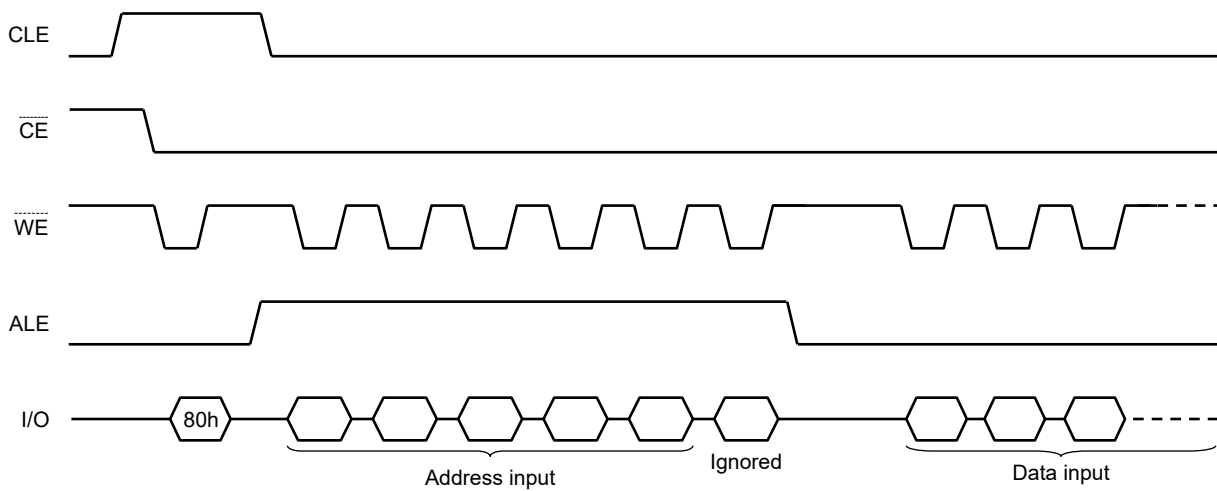 CLE
CE
WE
ALE
I/O
80h
Address input
Ignored
Data input